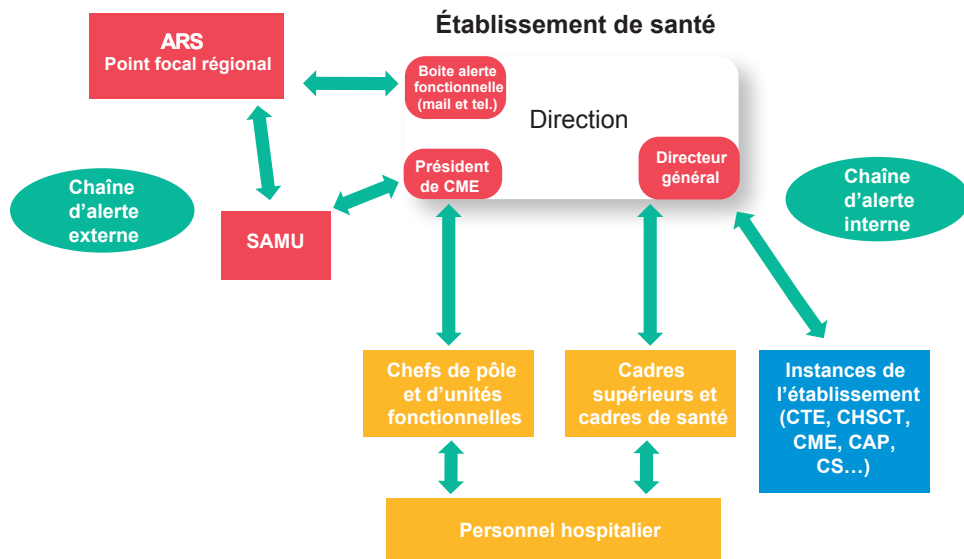 Établissement de santé
ARS
Point focal régional
Boite alerte
fonctionnelle
(mail et tel.)
Direction
Président
de CME
Directeur
général
Chaîne
d’alerte
externe
SAMU
Chaîne
d’alerte
interne
Chefs de pôle
et d’unités
fonctionnelles
Cadres
supérieurs et
cadres de santé
Instances de
l’établissement
(CTE, CHSCT,
CME, CAP,
CS…)
Personnel hospitalier